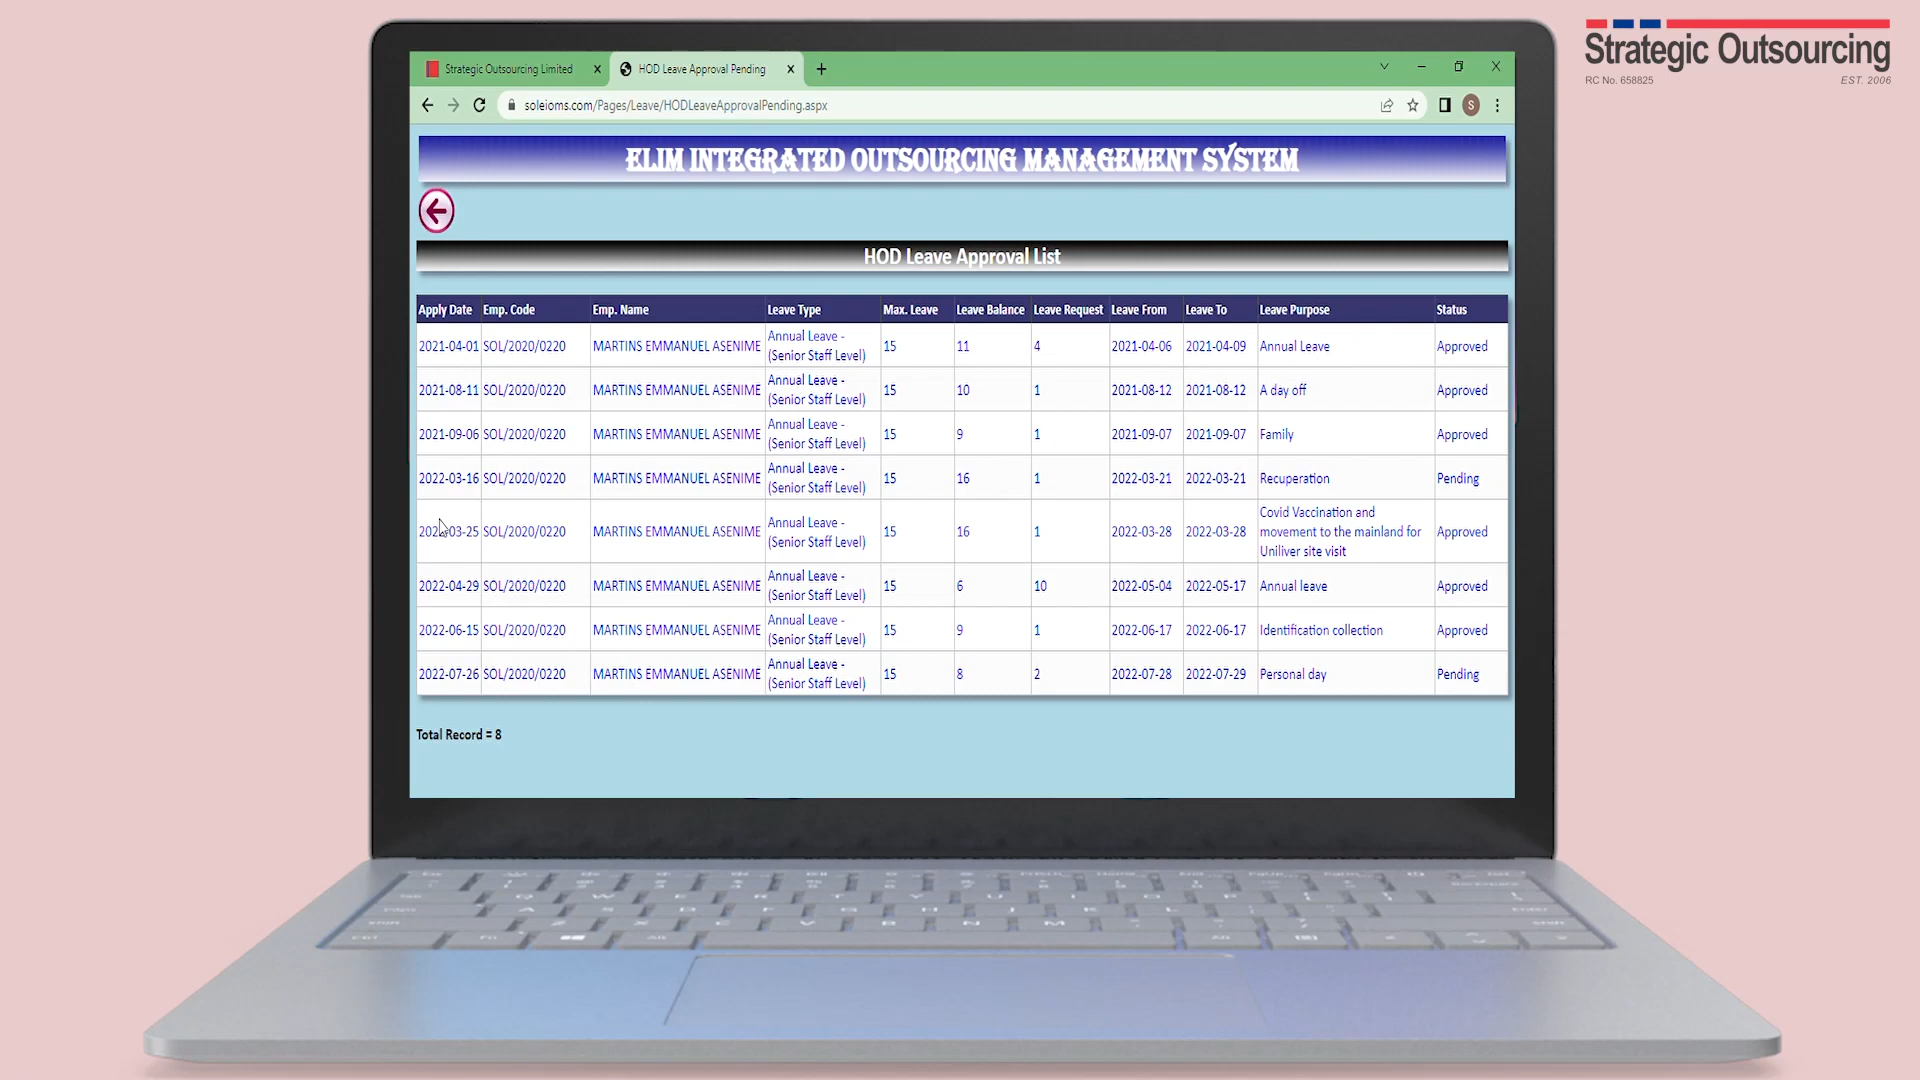 Strategic Outsourcing
RC No. 658825 EST. 2006
Strategic Outsourcing Limited HOD Leave Approval Pending
soleioms.com/Pages/Leave/HODLeaveApprovalPending.aspx S
ELIM INTEGRATED OUTSOURCING MANAGEMENT SYSTEM
HOD Leave Approval List
Apply Date Emp. Code Emp. Name Leave Type Max. Leave Leave Balance Leave Request Leave From Leave To Leave Purpose Status
2021-04-01 SOL/2020/0220 MARTINS EMMANUEL ASENIME Annual Leave - (Senior Staff Level) 15 11 4 2021-04-06 2021-04-09 Annual Leave Approved
2021-08-11 SOL/2020/0220 MARTINS EMMANUEL ASENIME Annual Leave - (Senior Staff Level) 15 10 1 2021-08-12 2021-08-12 A day off Approved
2021-09-06 SOL/2020/0220 MARTINS EMMANUEL ASENIME Annual Leave - (Senior Staff Level) 15 9 1 2021-09-07 2021-09-07 Family Approved
2022-03-16 SOL/2020/0220 MARTINS EMMANUEL ASENIME Annual Leave - (Senior Staff Level) 15 16 1 2022-03-21 2022-03-21 Recuperation Pending
2022-03-25 SOL/2020/0220 MARTINS EMMANUEL ASENIME Annual Leave - (Senior Staff Level) 15 16 1 2022-03-28 2022-03-28 Covid Vaccination and movement to the mainland for Uniliver site visit Approved
2022-04-29 SOL/2020/0220 MARTINS EMMANUEL ASENIME Annual Leave - (Senior Staff Level) 15 6 10 2022-05-04 2022-05-17 Annual leave Approved
2022-06-15 SOL/2020/0220 MARTINS EMMANUEL ASENIME Annual Leave - (Senior Staff Level) 15 9 1 2022-06-17 2022-06-17 Identification collection Approved
2022-07-26 SOL/2020/0220 MARTINS EMMANUEL ASENIME Annual Leave - (Senior Staff Level) 15 8 2 2022-07-28 2022-07-29 Personal day Pending
Total Record = 8